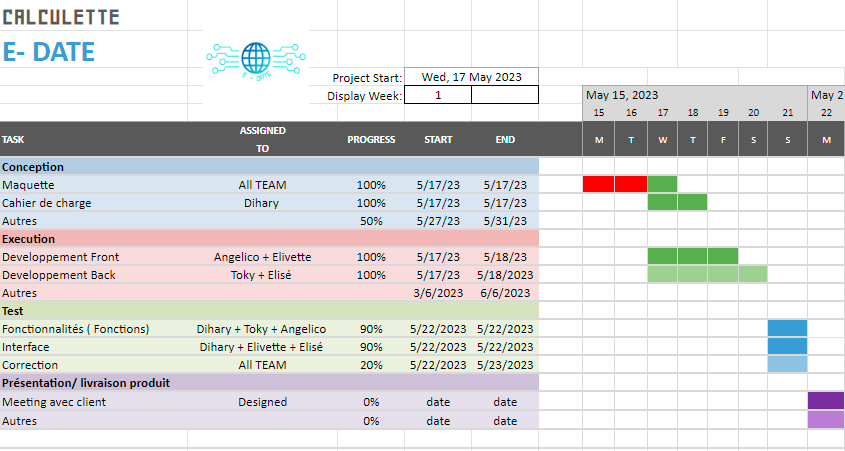 CALCULETTE
E- DATE
E - DATE
Project Start: Wed, 17 May 2023
Display Week: 1 May 15, 2023 May 2
15 16 17 18 19 20 21 22
TASK ASSIGNED TO PROGRESS START END M T W T F S S M
Conception
Maquette All TEAM 100% 5/17/23 5/17/23
Cahier de charge Dihary 100% 5/17/23 5/17/23
Autres 50% 5/27/23 5/31/23
Execution
Developpement Front Angelico + Elivette 100% 5/17/23 5/18/23
Developpement Back Toky + Elisé 100% 5/17/23 5/18/2023
Autres 3/6/2023 6/6/2023
Test
Fonctionnalités ( Fonctions) Dihary + Toky + Angelico 90% 5/22/2023 5/22/2023
Interface Dihary + Elivette + Elisé 90% 5/22/2023 5/22/2023
Correction All TEAM 20% 5/22/2023 5/23/2023
Présentation/ livraison produit
Meeting avec client Designed 0% date date
Autres 0% date date